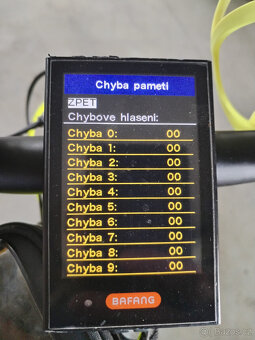 Chyba pameti
ZPET
Chybove hlaseni:
Chyba 0: 00
Chyba 1: 00
Chyba 2: 00
Chyba 3: 00
Chyba 4: 00
Chyba 5: 00
Chyba 6: 00
Chyba 7: 00
Chyba 8: 00
Chyba 9: 00
BAFANG